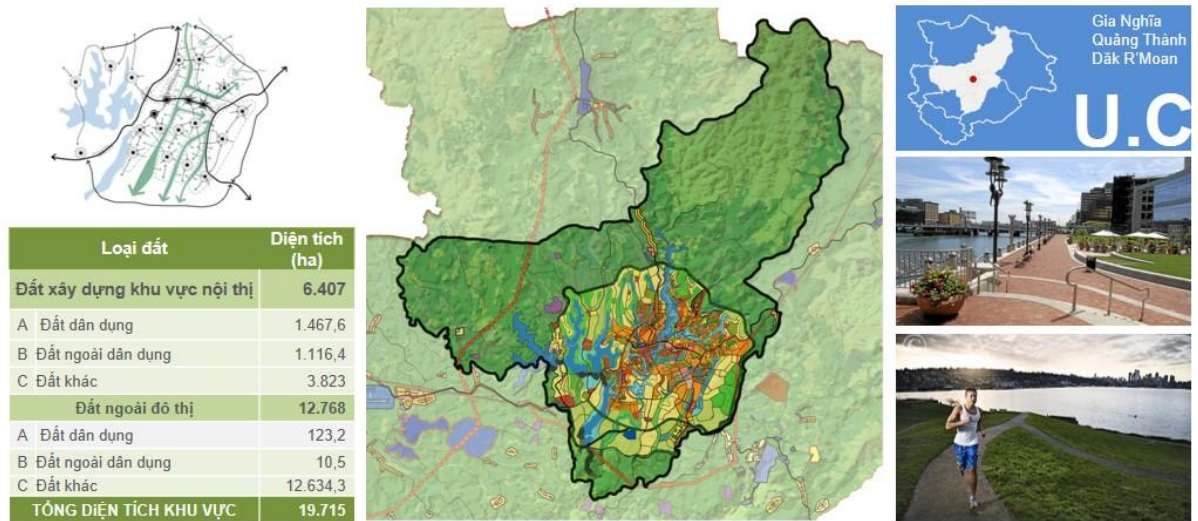 Loại đất Diện tích (ha)
Đất xây dựng khu vực nội thị 6.407
A Đất dân dụng 1.467,6
B Đất ngoài dân dụng 1.116,4
C Đất khác 3.823
Đất ngoài đô thị 12.768
A Đất dân dụng 123,2
B Đất ngoài dân dụng 10,5
C Đất khác 12.634,3
TỔNG DIỆN TÍCH KHU VỰC 19.715
Gia Nghĩa
Quảng Thành
Dăk R'Moan
U.C